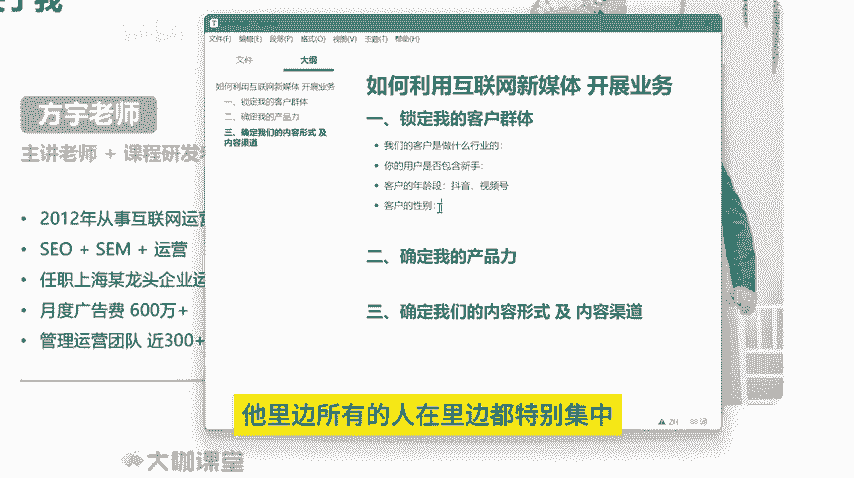 方宇老师
主讲老师 + 课程研发
• 2012年从事互联网运营
• SEO + SEM + 运营
• 任职上海某龙头企业运
• 月度广告费 600万+
• 管理运营团队 近300+
文件(F) 编辑(E) 段落(P) 格式(O) 视图(V) 主题(T) 帮助(H)
文件 大纲
如何利用互联网新媒体 开展业务
一、锁定我的客户群体
二、确定我的产品力
三、确定我们的内容形式 及
内容渠道
如何利用互联网新媒体 开展业务
一、锁定我的客户群体
• 我们的客户是做什么行业的：
• 你的用户是否包含新手：
• 客户的年龄段：抖音、视频号
• 客户的性别：
二、确定我的产品力
三、确定我们的内容形式 及 内容渠道
他里边所有的人在里边都特别集中
大咖课堂